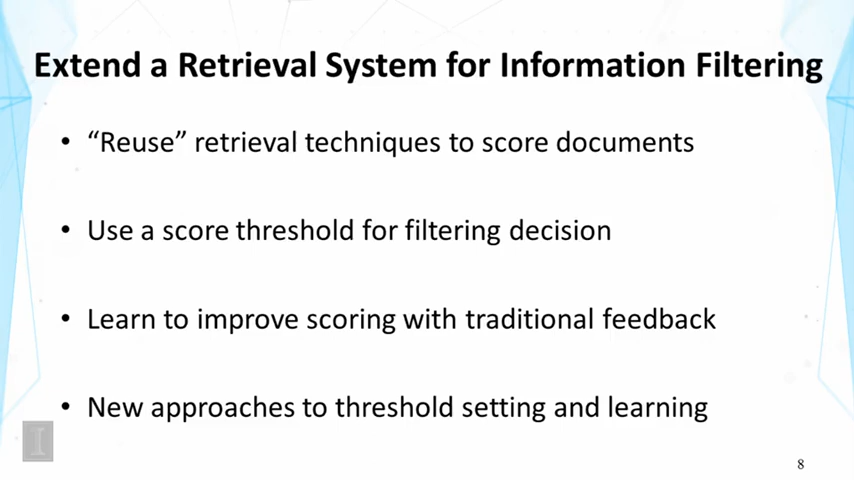 Extend a Retrieval System for Information Filtering
• “Reuse” retrieval techniques to score documents
• Use a score threshold for filtering decision
• Learn to improve scoring with traditional feedback
• New approaches to threshold setting and learning
I
8